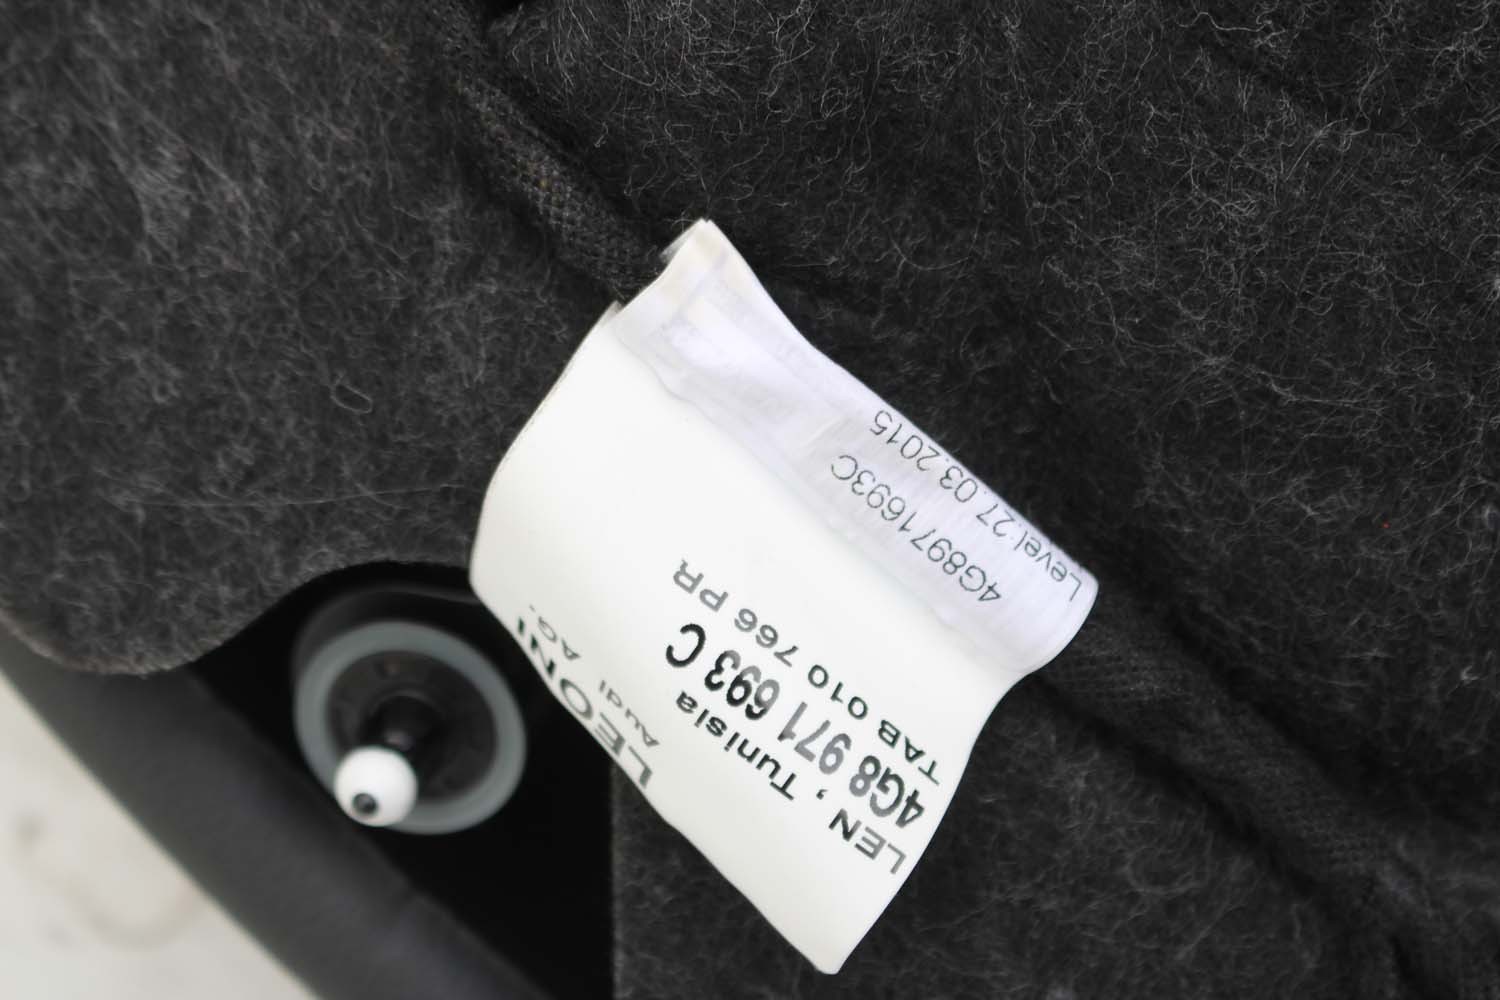 LEONI
Audi AG.
LEN , Tunisia
4G8 971 693 C
TAB 010 766 PR
4G8971693C
Level:27.03.2015